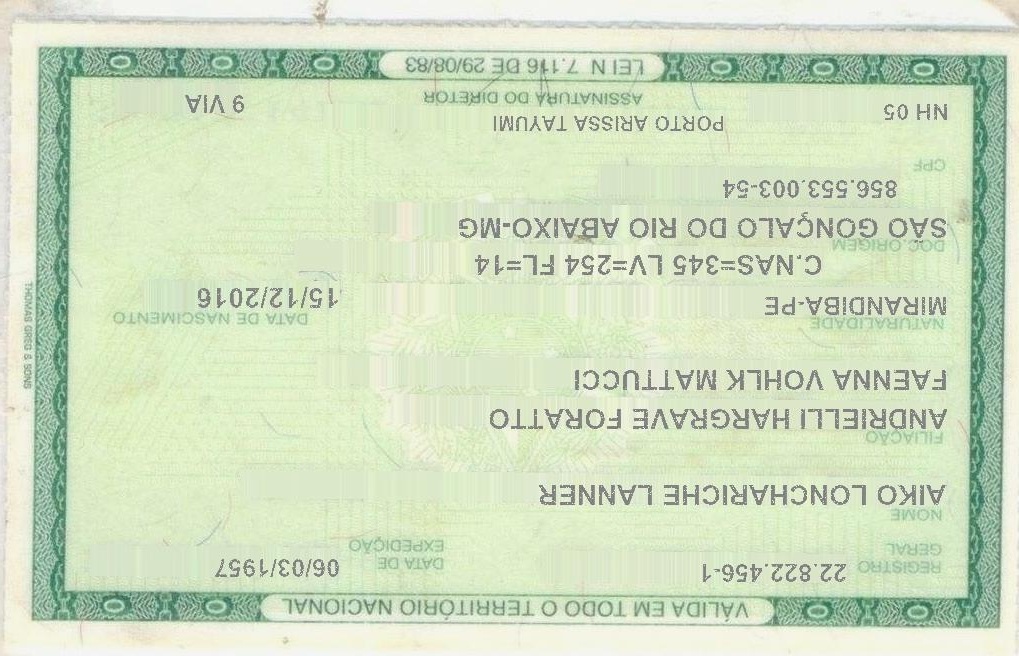 VÁLIDA EM TODO O TERRITÓRIO NACIONAL
REGISTRO GERAL 22.822.456-1 DATA DE EXPEDIÇÃO 06/03/1957
NOME
AIKO LONCHARICHE LANNER
FILIAÇÃO
ANDRIELLI HARGRAVE FORATTO
FAENNA VOHLK MATTUCCI
NATURALIDADE DATA DE NASCIMENTO
MIRANDIBA-PE 15/12/2016
C.NAS=345 LV=254 FL=14
DOC. ORIGEM
SAO GONÇALO DO RIO ABAIXO-MG
856.553.003-54
CPF
PORTO ARISSA TAYUMI
NH 05 9 VIA
ASSINATURA DO DIRETOR
LEI N 7.116 DE 29/08/83
THOMAS GREG & SONS